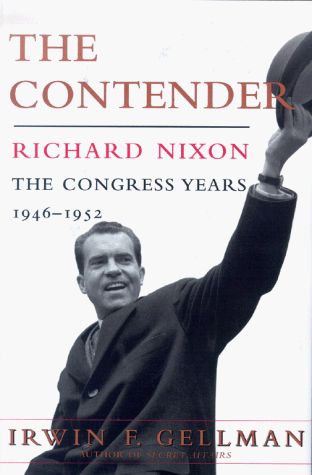 THE
CONTENDER
RICHARD NIXON
THE CONGRESS YEARS
1946–1952
IRWIN F. GELLMAN
AUTHOR OF SECRET AFFAIRS